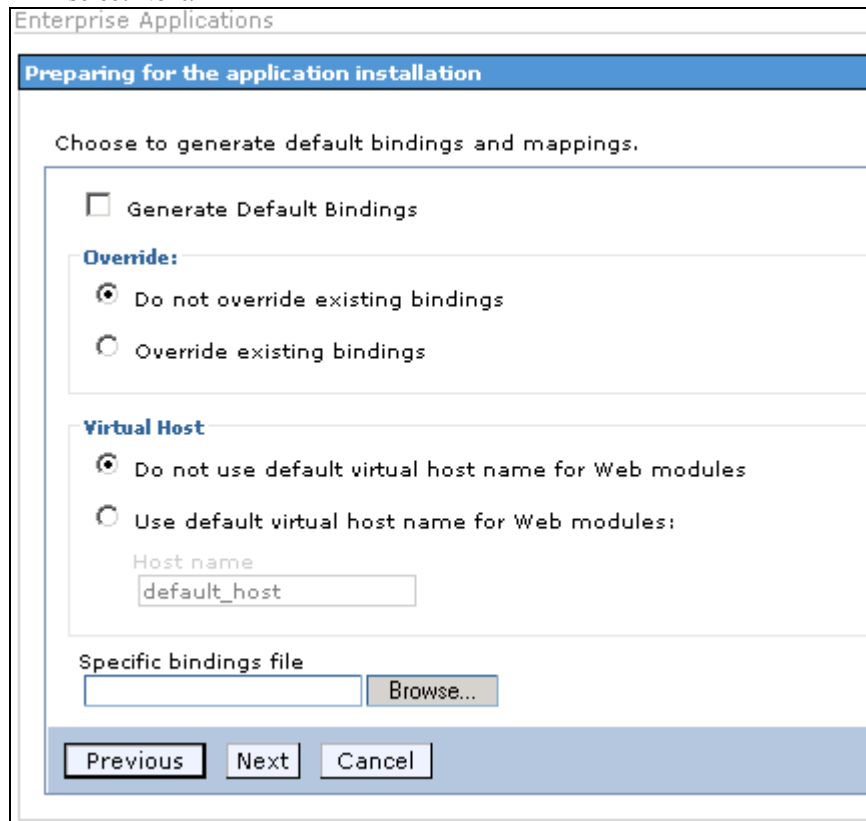 Enterprise Applications
Preparing for the application installation
Choose to generate default bindings and mappings.
Generate Default Bindings
Override:
Do not override existing bindings
Override existing bindings
Virtual Host
Do not use default virtual host name for Web modules
Use default virtual host name for Web modules:
Host name
default_host
Specific bindings file
Browse...
Previous Next Cancel